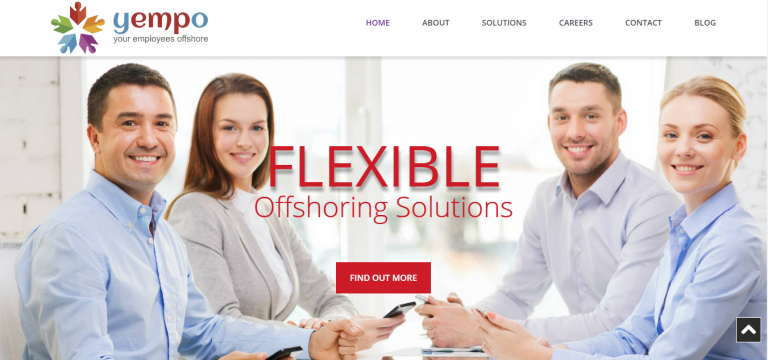 yempo
your employees offshore
HOME ABOUT SOLUTIONS CAREERS CONTACT BLOG
FLEXIBLE
Offshoring Solutions
FIND OUT MORE